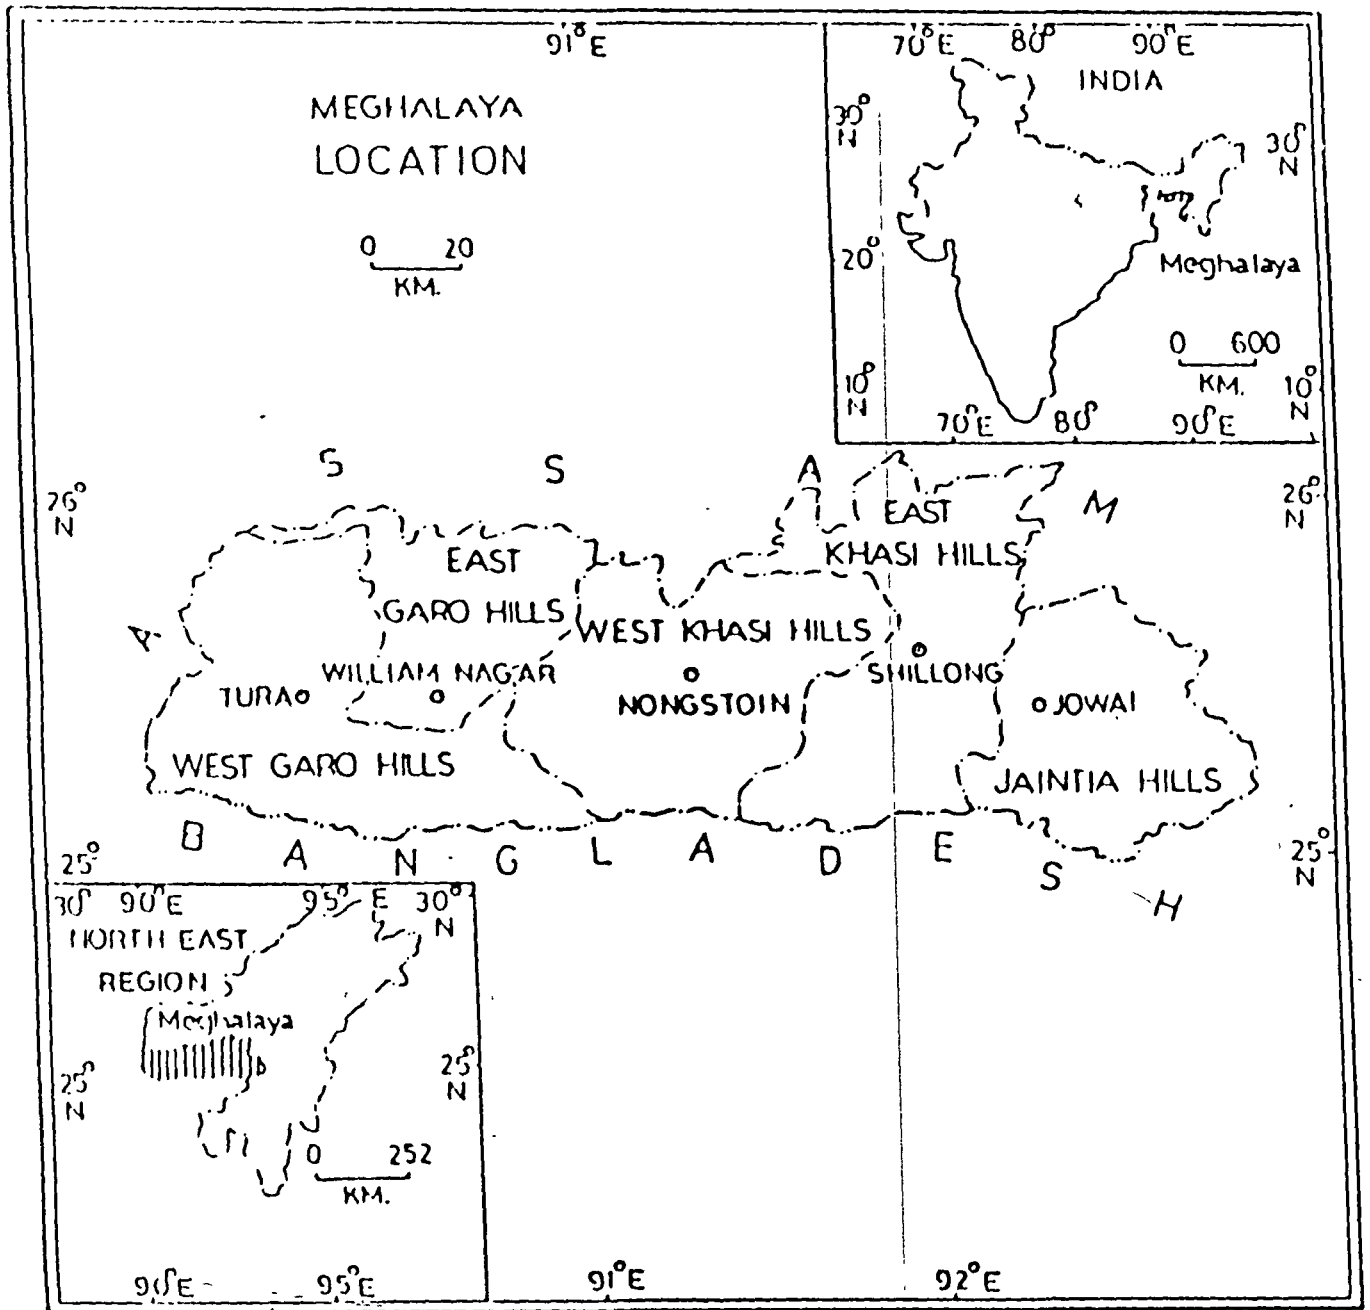 91°E
MEGHALAYA
LOCATION
0 20
KM.
70°E 80° 90°E
INDIA
30°
N
30°
N
20°
Meghalaya
0 600
KM.
10°
N
10°
N
70°E 80° 90°E
A S S A M
26°
N
26°
N
EAST
KHASI HILLS
EAST
GARO HILLS
WEST KHASI HILLS
WILLIAM NAGAR
SHILLONG
TURA
NONGSTOIN
JOWAI
WEST GARO HILLS
JAINTIA HILLS
BANGLADESH
25°
25°
N
30° 90°E 95° E 30°
N
NORTH EAST
REGION
Meghalaya
25°
N
25°
N
0 252
KM.
90°E 95°E
91°E 92°E